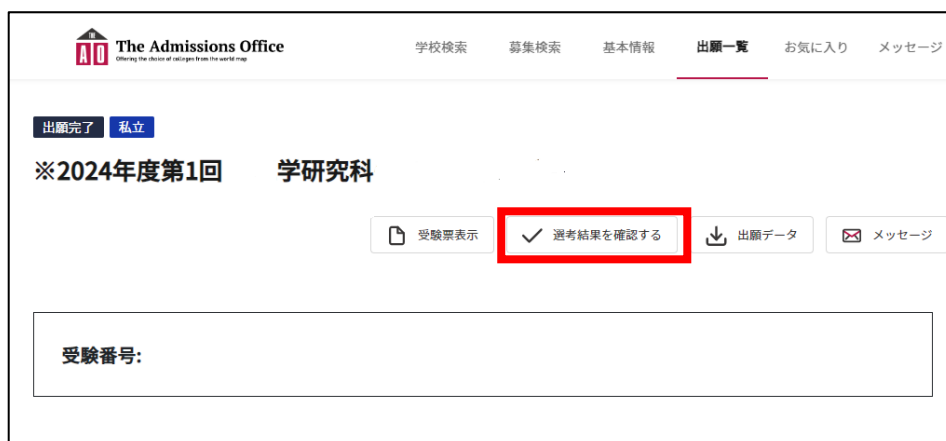 THE
AO
The Admissions Office
Offering the choice of colleges from the world map.
学校検索 募集検索 基本情報 出願一覧 お気に入り メッセージ
出願完了 私立
※2024年度第1回 学研究科
受験票表示 選考結果を確認する 出願データ メッセージ
受験番号: